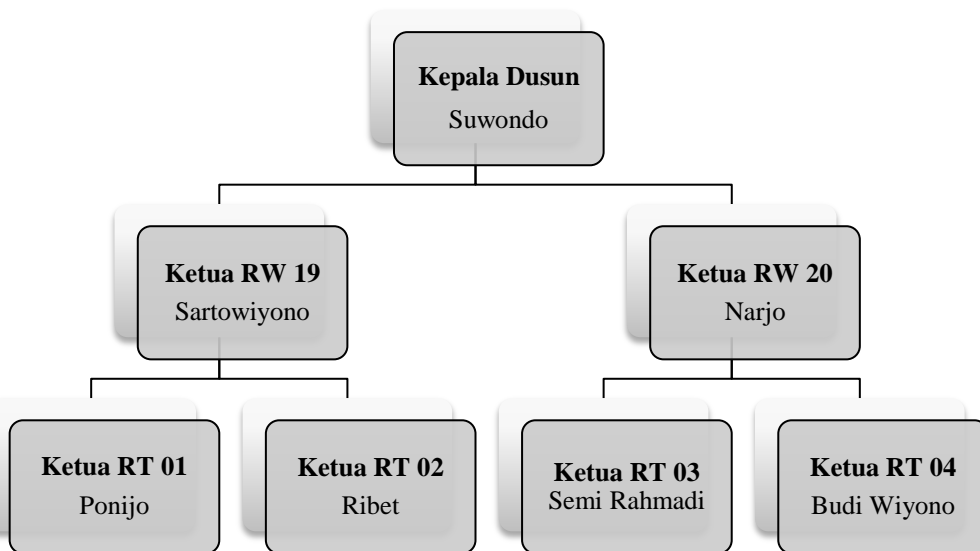 Kepala Dusun
Suwondo
Ketua RW 19
Sartowiyono
Ketua RW 20
Narjo
Ketua RT 01
Ponijo
Ketua RT 02
Ribet
Ketua RT 03
Semi Rahmadi
Ketua RT 04
Budi Wiyono